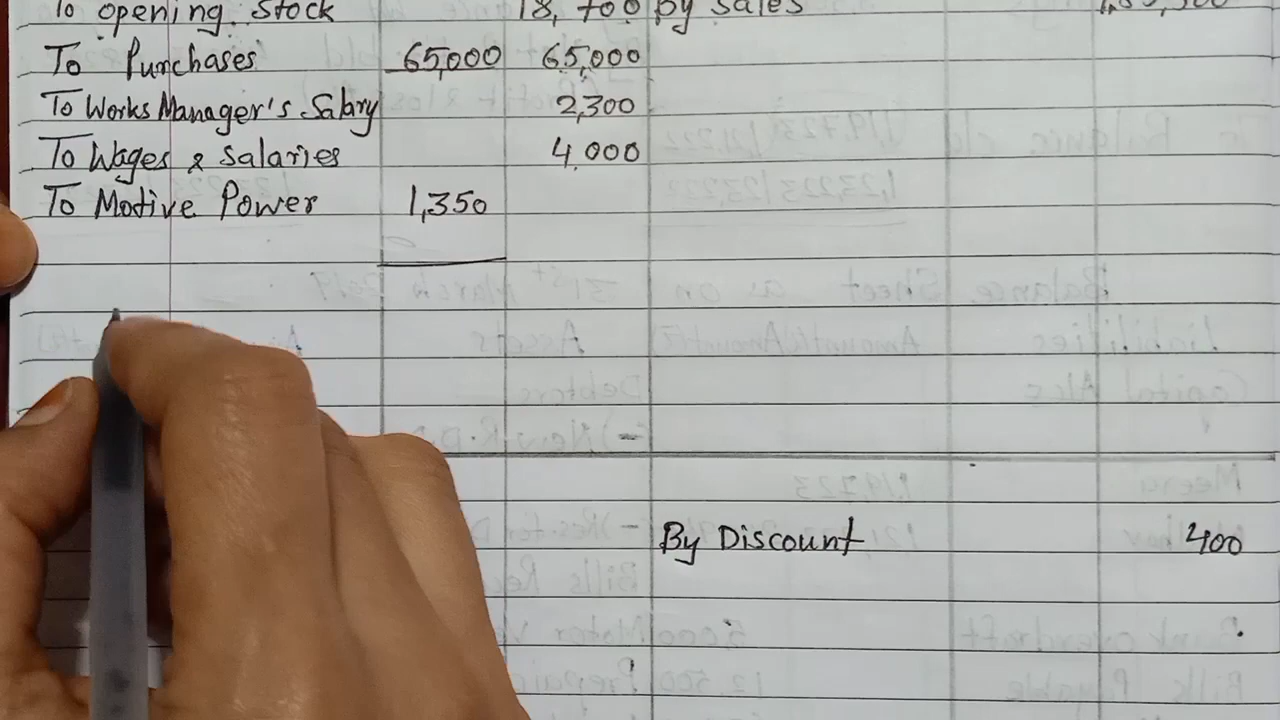 To opening Stock 18,700 By Sales
To Purchases 65,000 65,000
To Works Manager's Salary 2,300
To Wages & Salaries 4,000
To Motive Power 1,350
By Discount 400